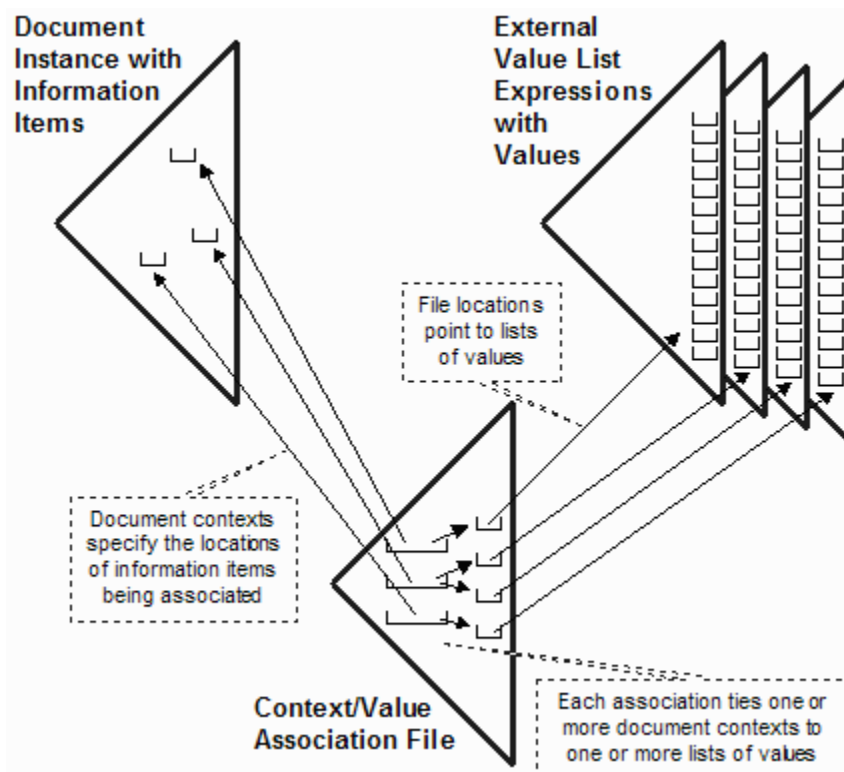 Document
Instance with
Information
Items
External
Value List
Expressions
with
Values
File locations
point to lists
of values
Document contexts
specify the locations
of information items
being associated
Context/Value
Association File
Each association ties one or
more document contexts to
one or more lists of values